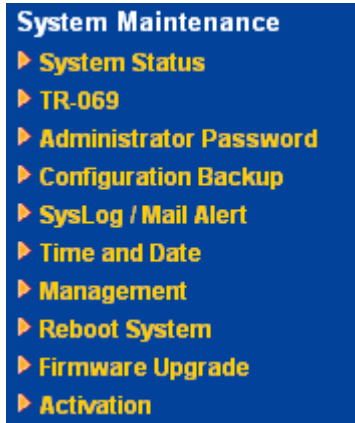 System Maintenance
System Status
TR-069
Administrator Password
Configuration Backup
SysLog / Mail Alert
Time and Date
Management
Reboot System
Firmware Upgrade
Activation